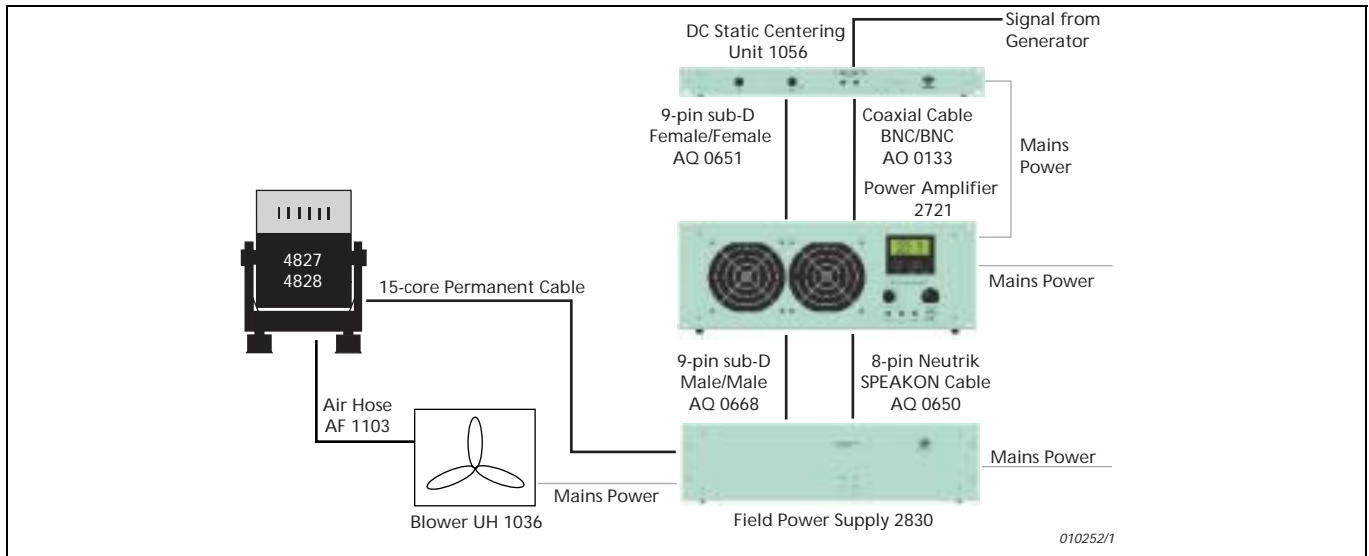 DC Static Centering
Unit 1056
Signal from
Generator
9-pin sub-D
Female/Female
AQ 0651
Coaxial Cable
BNC/BNC
AO 0133
Mains
Power
Power Amplifier
2721
4827
4828
15-core Permanent Cable
Mains Power
9-pin sub-D
Male/Male
AQ 0668
8-pin Neutrik
SPEAKON Cable
AQ 0650
Air Hose
AF 1103
Mains Power
Mains Power
Blower UH 1036
Field Power Supply 2830
010252/1